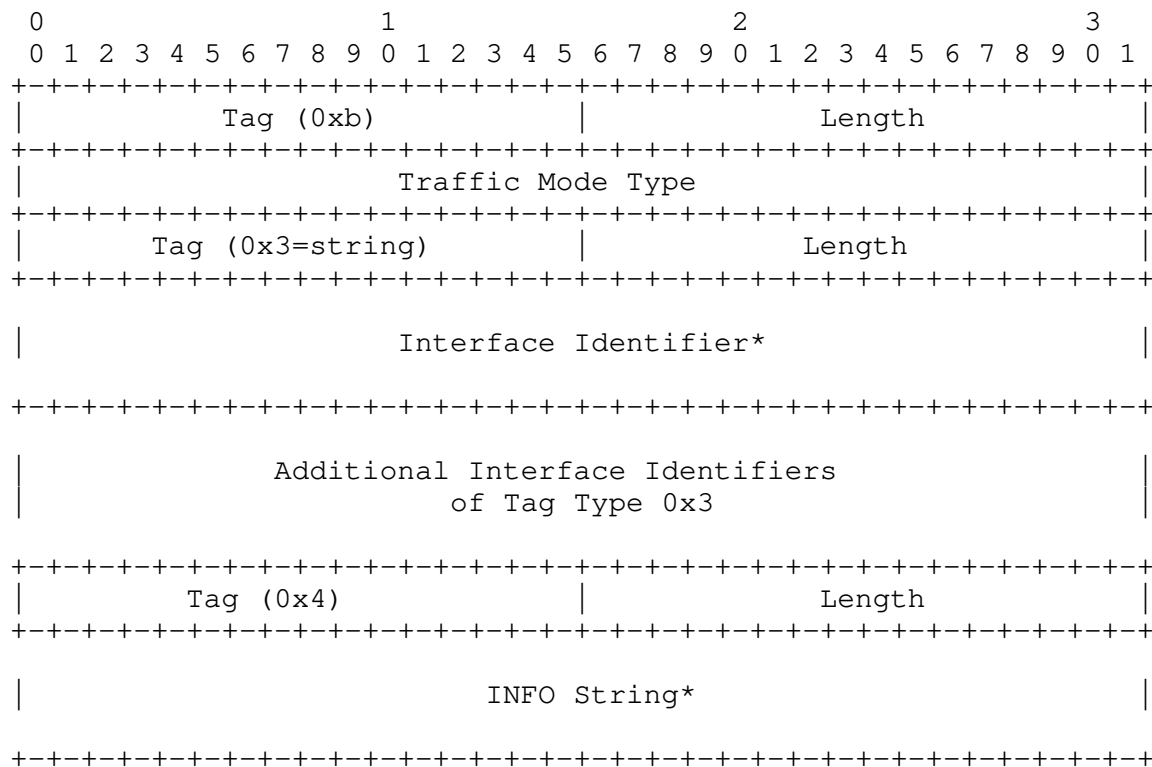 0                   1                   2                   3
 0 1 2 3 4 5 6 7 8 9 0 1 2 3 4 5 6 7 8 9 0 1 2 3 4 5 6 7 8 9 0 1
+-+-+-+-+-+-+-+-+-+-+-+-+-+-+-+-+-+-+-+-+-+-+-+-+-+-+-+-+-+-+-+-+
|           Tag (0xb)           |             Length            |
+-+-+-+-+-+-+-+-+-+-+-+-+-+-+-+-+-+-+-+-+-+-+-+-+-+-+-+-+-+-+-+-+
|                     Traffic Mode Type                         |
+-+-+-+-+-+-+-+-+-+-+-+-+-+-+-+-+-+-+-+-+-+-+-+-+-+-+-+-+-+-+-+-+
|       Tag (0x3=string)        |            Length             |
+-+-+-+-+-+-+-+-+-+-+-+-+-+-+-+-+-+-+-+-+-+-+-+-+-+-+-+-+-+-+-+-+
|                     Interface Identifier*                     |
+-+-+-+-+-+-+-+-+-+-+-+-+-+-+-+-+-+-+-+-+-+-+-+-+-+-+-+-+-+-+-+-+
|              Additional Interface Identifiers                 |
|                        of Tag Type 0x3                        |
+-+-+-+-+-+-+-+-+-+-+-+-+-+-+-+-+-+-+-+-+-+-+-+-+-+-+-+-+-+-+-+-+
|         Tag (0x4)             |             Length            |
+-+-+-+-+-+-+-+-+-+-+-+-+-+-+-+-+-+-+-+-+-+-+-+-+-+-+-+-+-+-+-+-+
|                          INFO String*                         |
+-+-+-+-+-+-+-+-+-+-+-+-+-+-+-+-+-+-+-+-+-+-+-+-+-+-+-+-+-+-+-+-+